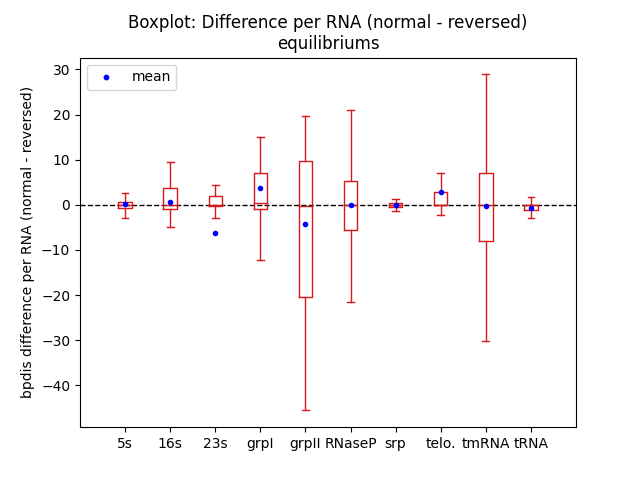 Boxplot: Difference per RNA (normal - reversed)
equilibriums
mean
bpdis difference per RNA (normal - reversed)
30
20
10
0
−10
−20
−30
−40
5s 16s 23s grpI grpII RNaseP srp telo. tmRNA tRNA